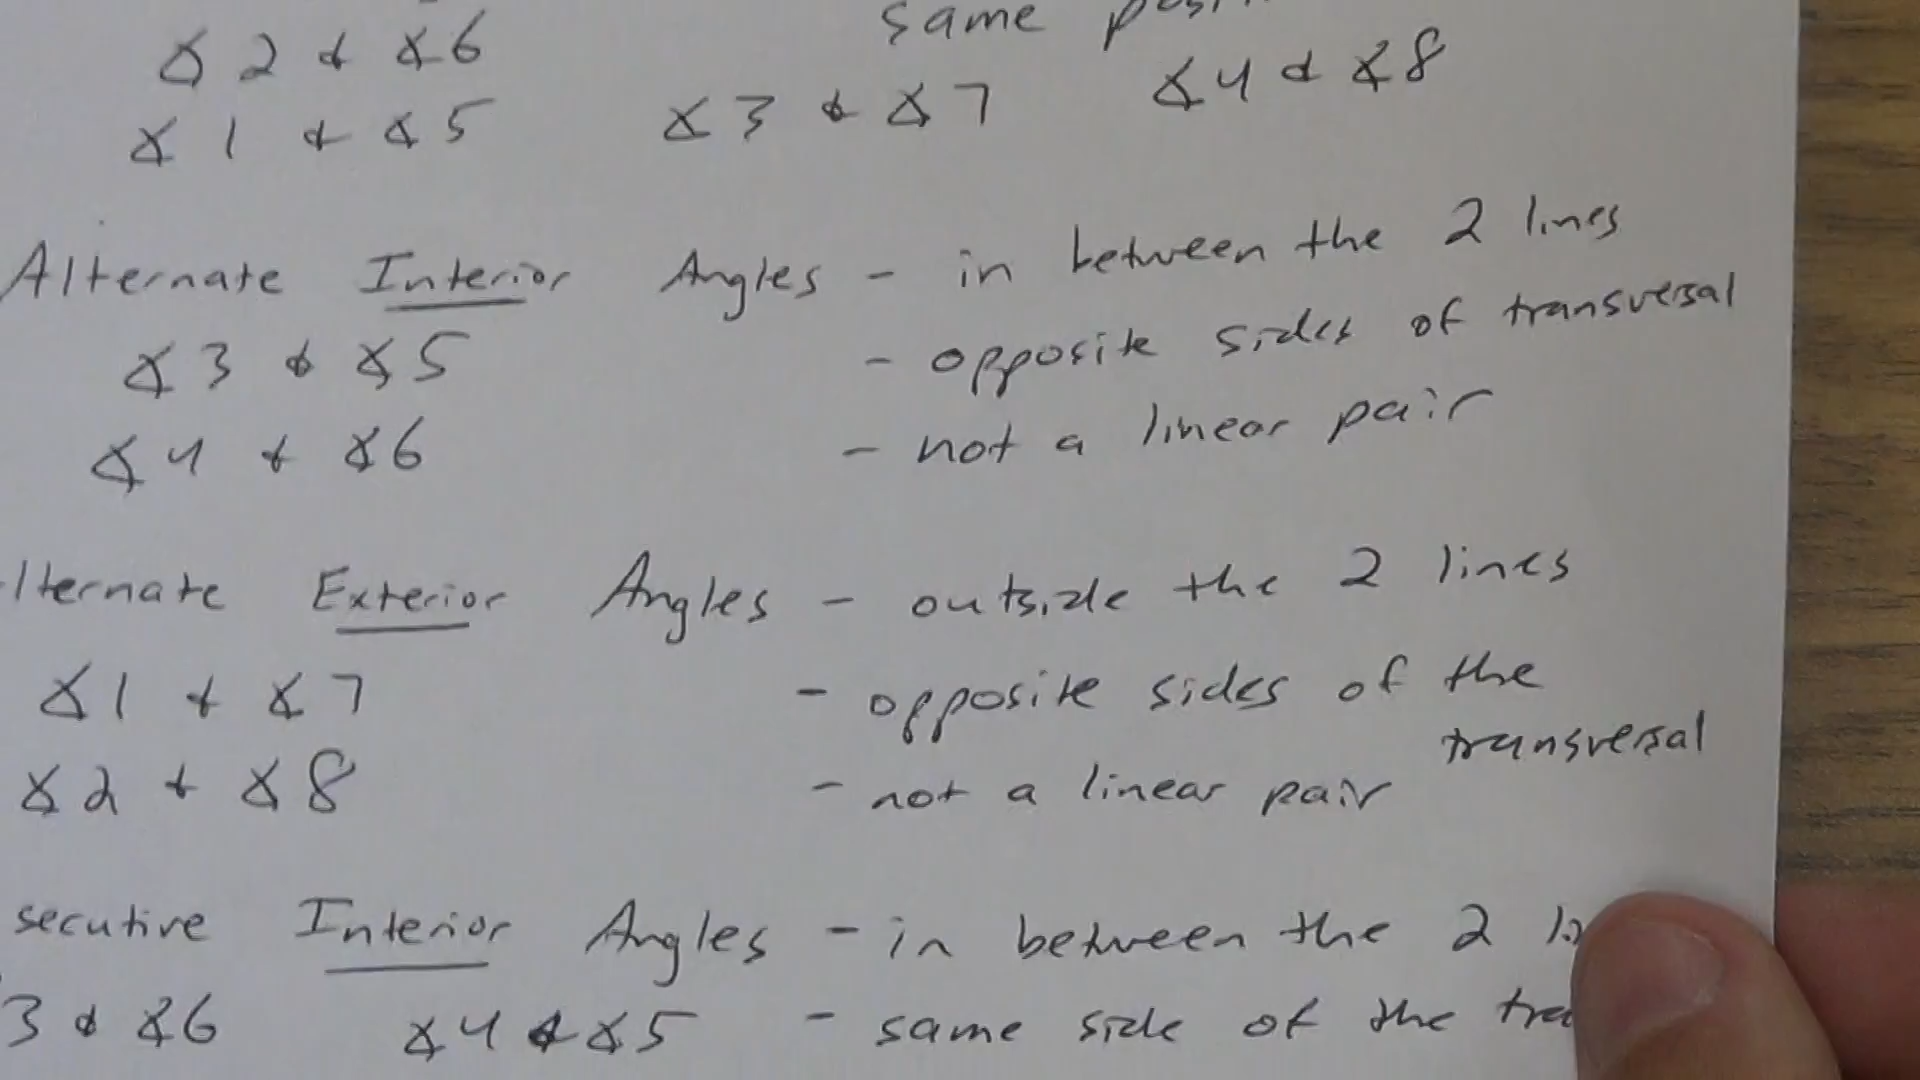 same
∡2 & ∡6
∡1 & ∡5 ∡3 & ∡7 ∡4 & ∡8
Alternate Interior Angles - in between the 2 lines
∡3 & ∡5 - opposite sides of transversal
∡4 & ∡6 - not a linear pair
lternate Exterior Angles - outside the 2 lines
∡1 & ∡7 - opposite sides of the
transversal
∡2 & ∡8 - not a linear pair
secutive Interior Angles - in between the 2
3 & ∡6 ∡4 & ∡5 - same side of the